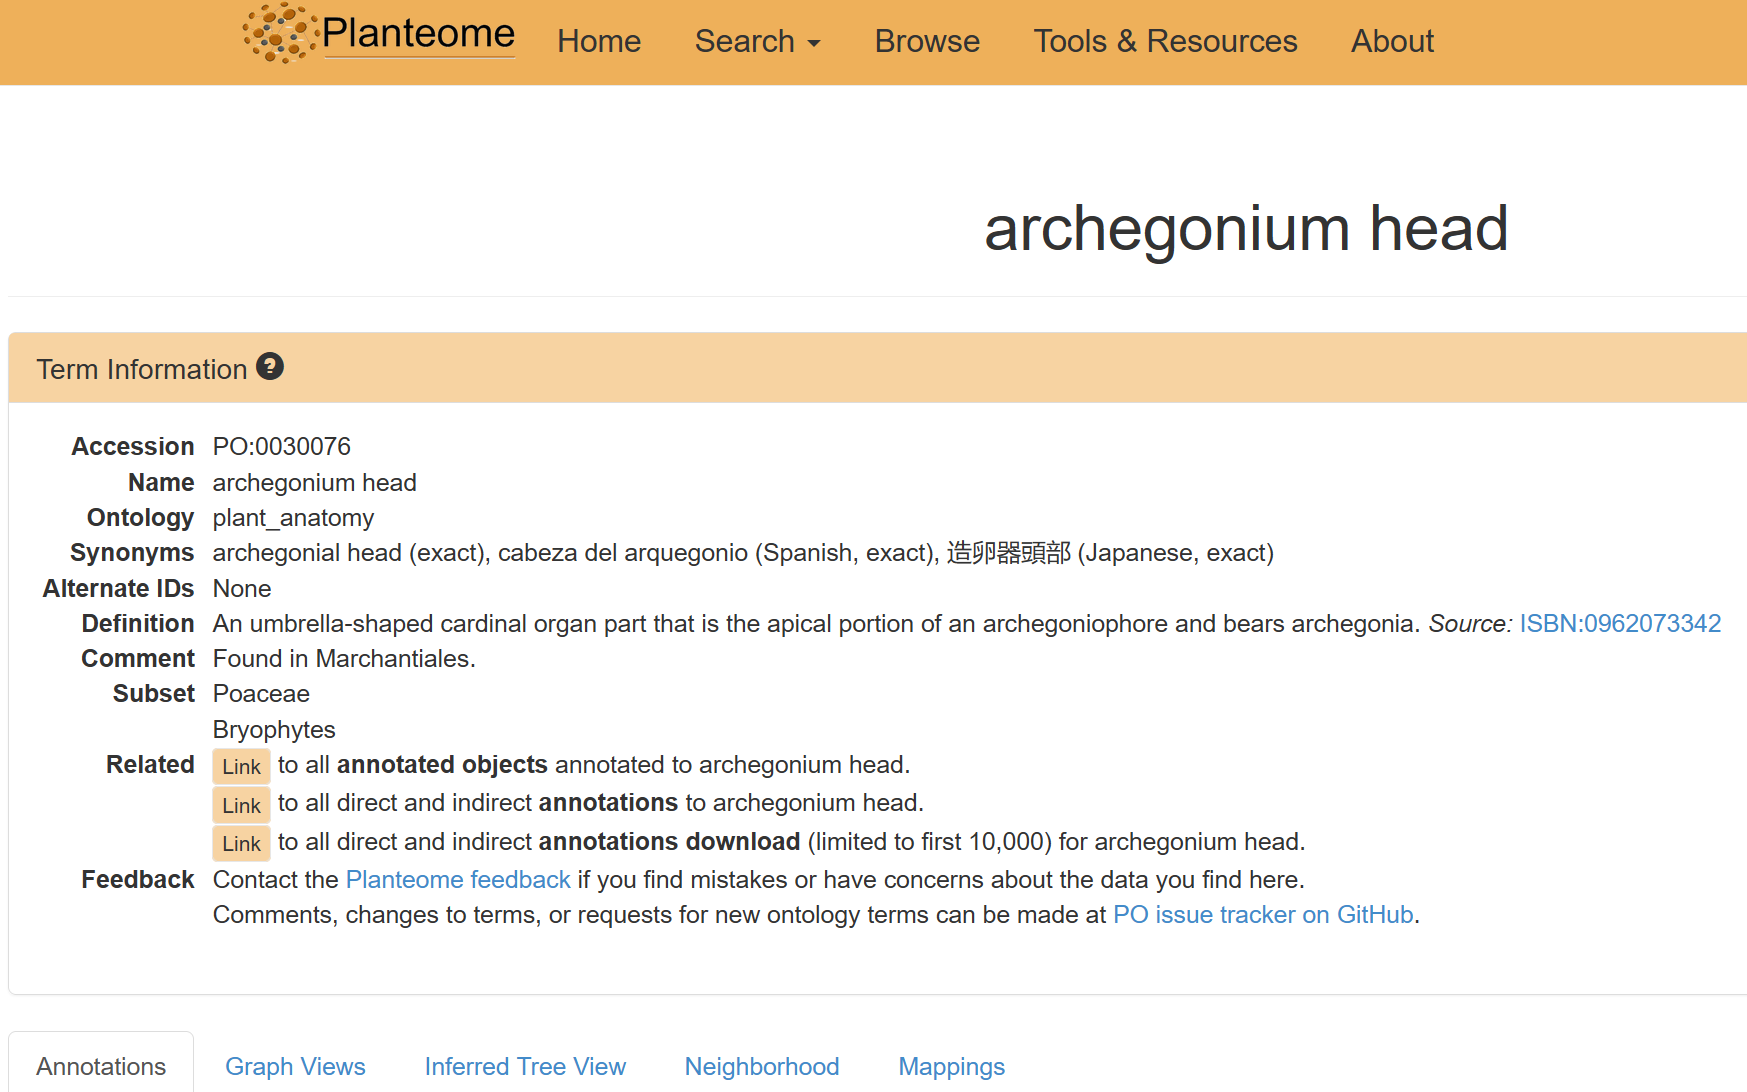 Planteome Home Search Browse Tools & Resources About
archegonium head
Term Information ?
Accession PO:0030076
Name archegonium head
Ontology plant_anatomy
Synonyms archegonial head (exact), cabeza del arquegonio (Spanish, exact), 造卵器頭部 (Japanese, exact)
Alternate IDs None
Definition An umbrella-shaped cardinal organ part that is the apical portion of an archegoniophore and bears archegonia. Source: ISBN:0962073342
Comment Found in Marchantiales.
Subset Poaceae
Bryophytes
Related Link to all annotated objects annotated to archegonium head.
Link to all direct and indirect annotations to archegonium head.
Link to all direct and indirect annotations download (limited to first 10,000) for archegonium head.
Feedback Contact the Planteome feedback if you find mistakes or have concerns about the data you find here.
Comments, changes to terms, or requests for new ontology terms can be made at PO issue tracker on GitHub.
Annotations Graph Views Inferred Tree View Neighborhood Mappings